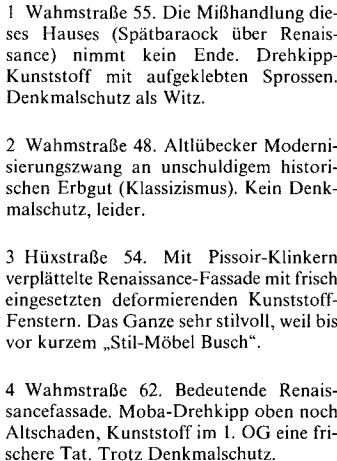 1 Wahmstraße 55. Die Mißhandlung die-
ses Hauses (Spätbaraock über Renais-
sance) nimmt kein Ende. Drehkipp-
Kunststoff mit aufgeklebten Sprossen.
Denkmalschutz als Witz.

2 Wahmstraße 48. Altlübecker Moderni-
sierungszwang an unschuldigem histori-
schen Erbgut (Klassizismus). Kein Denk-
malschutz, leider.

3 Hüxstraße 54. Mit Pissoir-Klinkern
verplättelte Renaissance-Fassade mit frisch
eingesetzten deformierenden Kunststoff-
Fenstern. Das Ganze sehr stilvoll, weil bis
vor kurzem „Stil-Möbel Busch“.

4 Wahmstraße 62. Bedeutende Renais-
sancefassade. Moba-Drehkipp oben noch
Altschaden, Kunststoff im 1. OG eine fri-
schere Tat. Trotz Denkmalschutz.